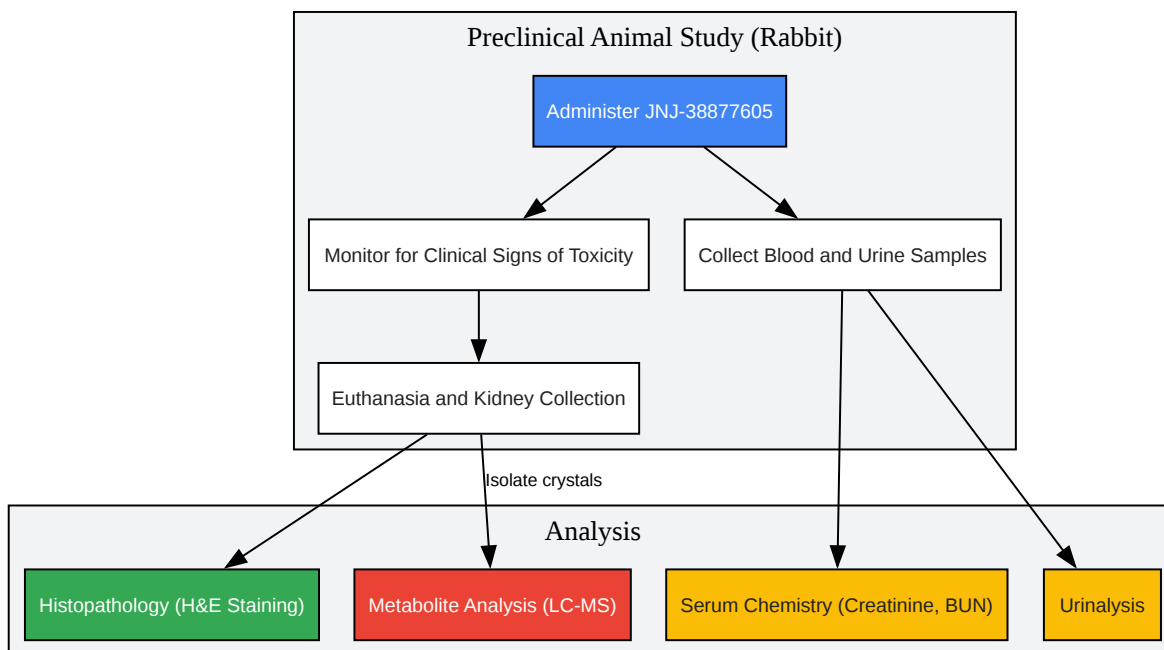 Preclinical Animal Study (Rabbit)
Administer JNJ-38877605
Monitor for Clinical Signs of Toxicity
Collect Blood and Urine Samples
Euthanasia and Kidney Collection
Isolate crystals
Analysis
Histopathology (H&E Staining)
Metabolite Analysis (LC-MS)
Serum Chemistry (Creatinine, BUN)
Urinalysis